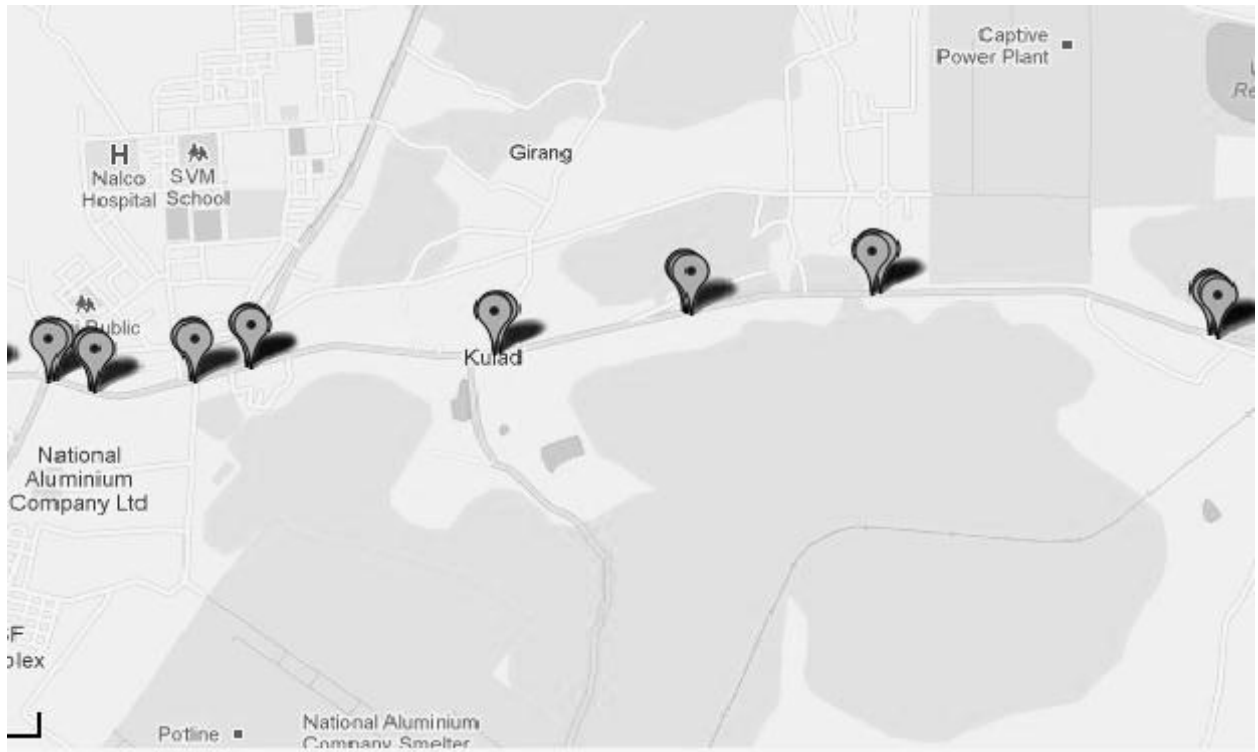 Captive
Power Plant
Girang
H
Nalco
Hospital
SVM
School
Public
Kulad
National
Aluminium
Company Ltd
Potline
National Aluminium
Company Smelter